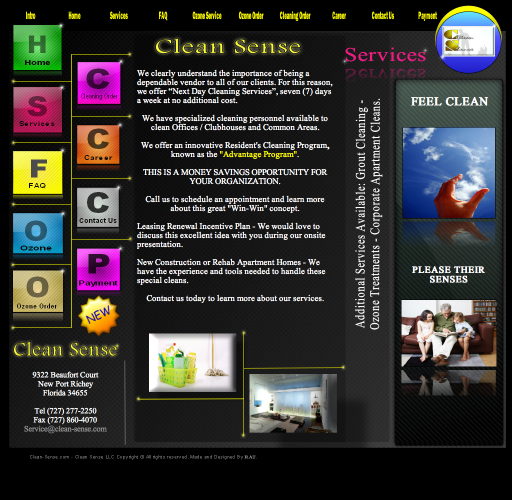 Intro Home Services FAQ Ozone Service Ozone Order Cleaning Order Career Contact Us Payment
H
Home
C
Cleaning Order
S
Services
C
Career
F
FAQ
C
Contact Us
O
Ozone
P
Payment
O
Ozone Order
NEW
Clean Sense
9322 Beaufort Court
New Port Richey
Florida 34655
Tel (727) 277-2250
Fax (727) 860-4070
Service@clean-sense.com
Clean Sense
We clearly understand the importance of being a
dependable vendor to all of our clients. For this reason,
we offer "Next Day Cleaning Services", seven (7) days
a week at no additional cost.
We have specialized cleaning personnel available to
clean Offices / Clubhouses and Common Areas.
We offer an innovative Resident's Cleaning Program,
known as the "Advantage Program".
THIS IS A MONEY SAVINGS OPPORTUNITY FOR
YOUR ORGANIZATION.
Call us to schedule an appointment and learn more
about this great "Win-Win" concept.
Leasing Renewal Incentive Plan - We would love to
discuss this excellent idea with you during our onsite
presentation.
New Construction or Rehab Apartment Homes - We
have the experience and tools needed to handle these
special cleans.
Contact us today to learn more about our services.
Services
Additional Services Available: Grout Cleaning -
Ozone Treatments - Corporate Apartment Cleans.
FEEL CLEAN
PLEASE THEIR
SENSES
Clean-Sense.com - Clean Sense LLC Copyright © All rights reserved. Made and Designed By